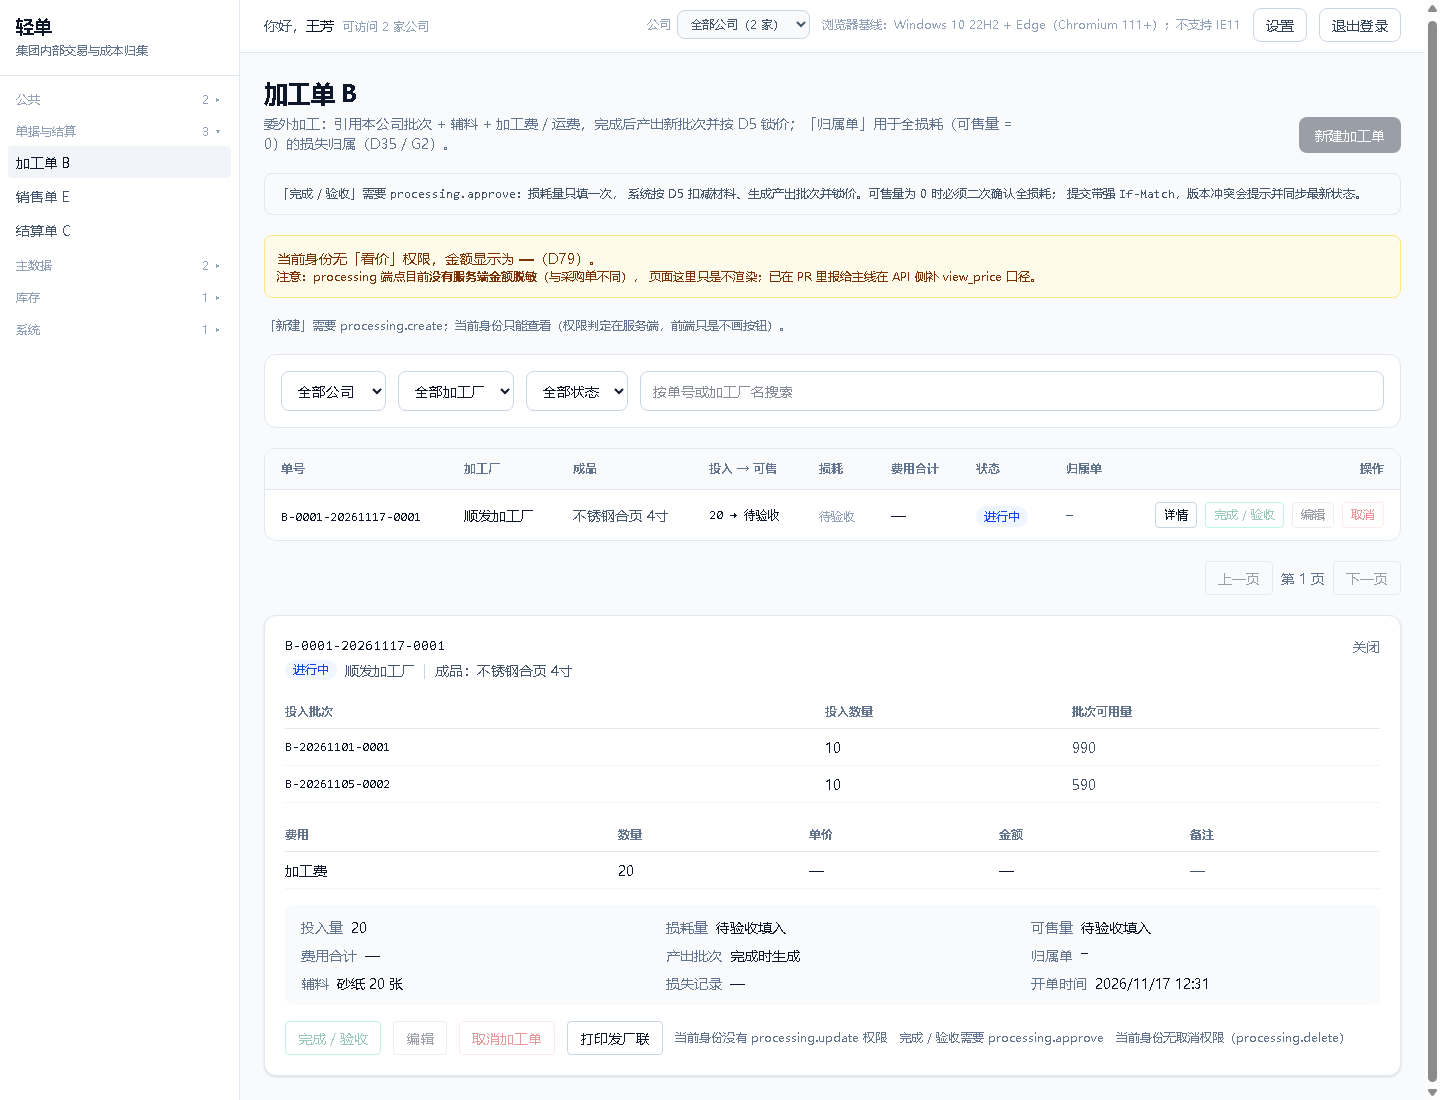 轻单
集团内部交易与成本归集
公共 2 ▸
单据与结算 3 ▾
加工单 B
销售单 E
结算单 C
主数据 2 ▸
库存 1 ▸
系统 1 ▸
你好，王芳 可访问 2 家公司
公司 全部公司（2 家） 浏览器基线：Windows 10 22H2 + Edge（Chromium 111+）；不支持 IE11 设置 退出登录
加工单 B
委外加工：引用本公司批次 + 辅料 + 加工费 / 运费，完成后产出新批次并按 D5 锁价；「归属单」用于全损耗（可售量 =
0）的损失归属（D35 / G2）。
新建加工单
「完成 / 验收」需要 processing.approve：损耗量只填一次， 系统按 D5 扣减材料、生成产出批次并锁价。可售量为 0 时必须二次确认全损耗； 提交带强 If-Match，版本冲突会提示并同步最新状态。
当前身份无「看价」权限，金额显示为 —（D79）。
注意：processing 端点目前没有服务端金额脱敏（与采购单不同）， 页面这里只是不渲染；已在 PR 里报给主线在 API 侧补 view_price 口径。
「新建」需要 processing.create；当前身份只能查看（权限判定在服务端，前端只是不画按钮）。
全部公司 全部加工厂 全部状态 按单号或加工厂名搜索
单号 加工厂 成品 投入 → 可售 损耗 费用合计 状态 归属单 操作
B-0001-20261117-0001 顺发加工厂 不锈钢合页 4寸 20 → 待验收 待验收 — 进行中 – 详情 完成 / 验收 编辑 取消
上一页 第 1 页 下一页
B-0001-20261117-0001 关闭
进行中 顺发加工厂 │ 成品：不锈钢合页 4寸
投入批次 投入数量 批次可用量
B-20261101-0001 10 990
B-20261105-0002 10 590
费用 数量 单价 金额 备注
加工费 20 — — —
投入量 20 损耗量 待验收填入 可售量 待验收填入
费用合计 — 产出批次 完成时生成 归属单 –
辅料 砂纸 20 张 损失记录 — 开单时间 2026/11/17 12:31
完成 / 验收 编辑 取消加工单 打印发厂联 当前身份没有 processing.update 权限 完成 / 验收需要 processing.approve 当前身份无取消权限（processing.delete）